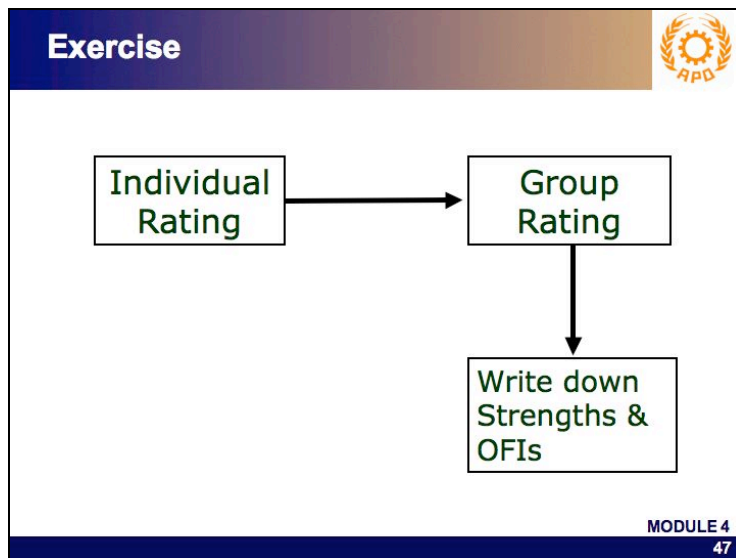 Exercise
APO
Individual
Rating
Group
Rating
Write down
Strengths &
OFIs
MODULE 4
47